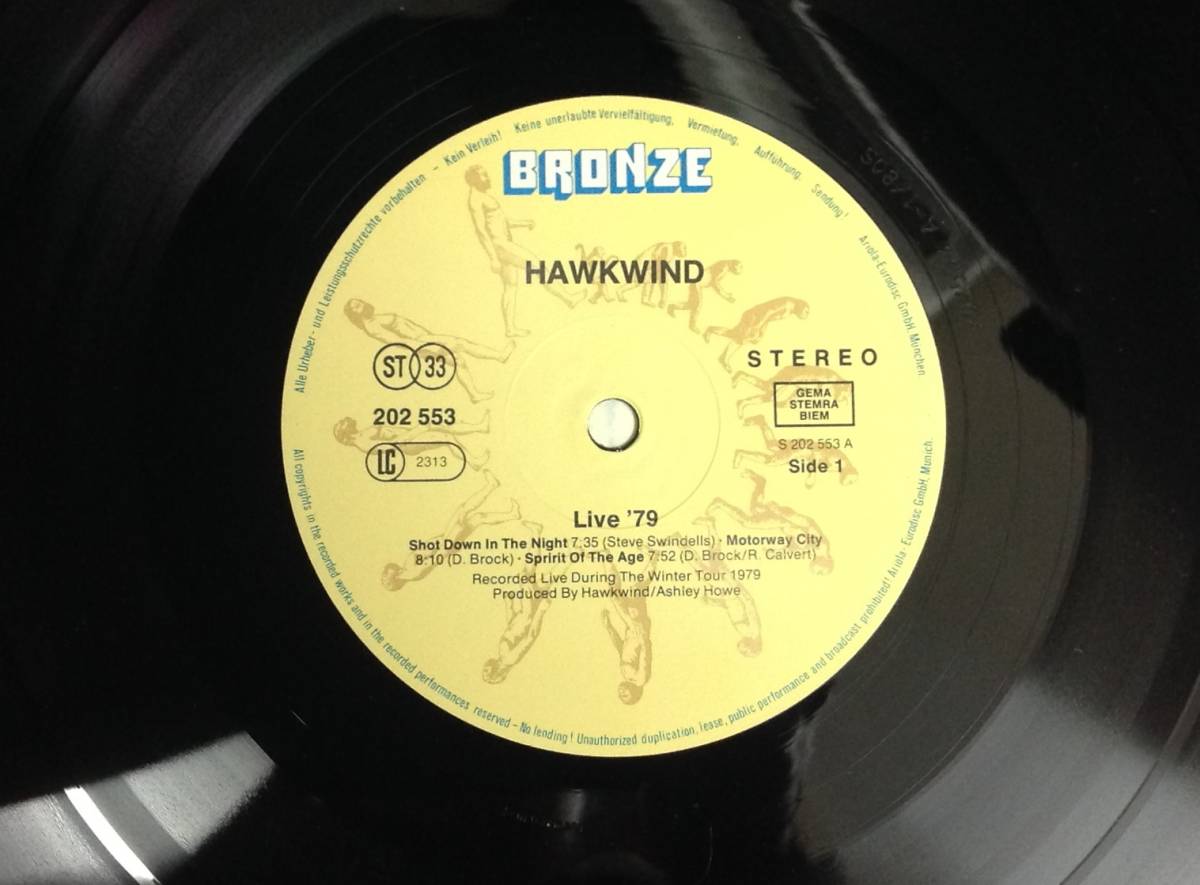 Alle Urheber- und Leistungsschutzrechte vorbehalten – Kein Verleih! Keine unerlaubte Vervielfältigung, Vermietung, Aufführung, Sendung! Ariola-Eurodisc GmbH, München.
BRONZE
HAWKWIND
ST 33
STEREO
202 553
GEMA
STEMRA
BIEM
S 202 553 A
LC 2313
Side 1
Live '79
Shot Down In The Night 7:35 (Steve Swindells) · Motorway City
8:10 (D. Brock) · Spririt Of The Age 7:52 (D. Brock/R. Calvert)
Recorded Live During The Winter Tour 1979
Produced By Hawkwind/Ashley Howe
All copyrights in the recorded works and in the recorded performances reserved – No lending! Unauthorized duplication, lease, public performance and broadcast prohibited! Ariola-Eurodisc GmbH, Munich.